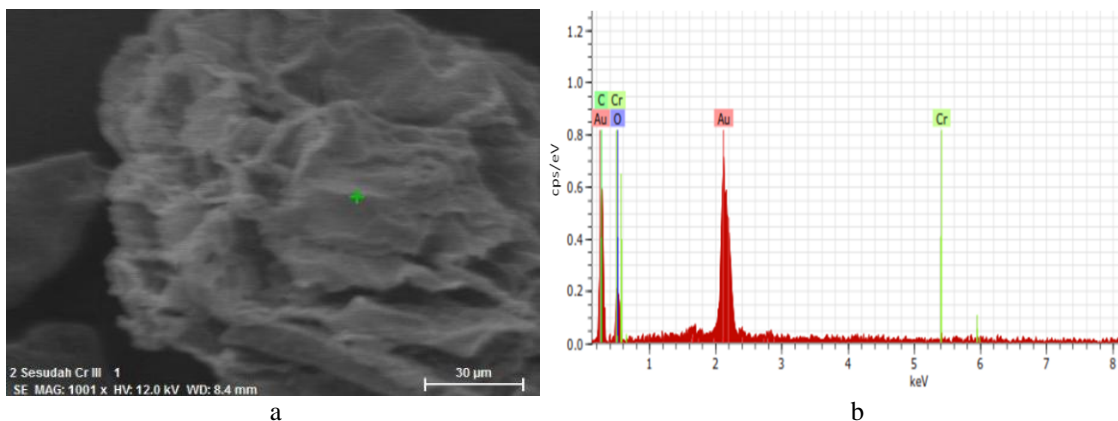 2 Sesudah Cr III 1
SE MAG: 1001 x HV: 12.0 kV WD: 8.4 mm
30 µm
a
cps/eV
1.2
1.0
0.8
0.6
0.4
0.2
0.0
C Cr
Au O
Au
Cr
1 2 3 4 5 6 7 8
keV
b